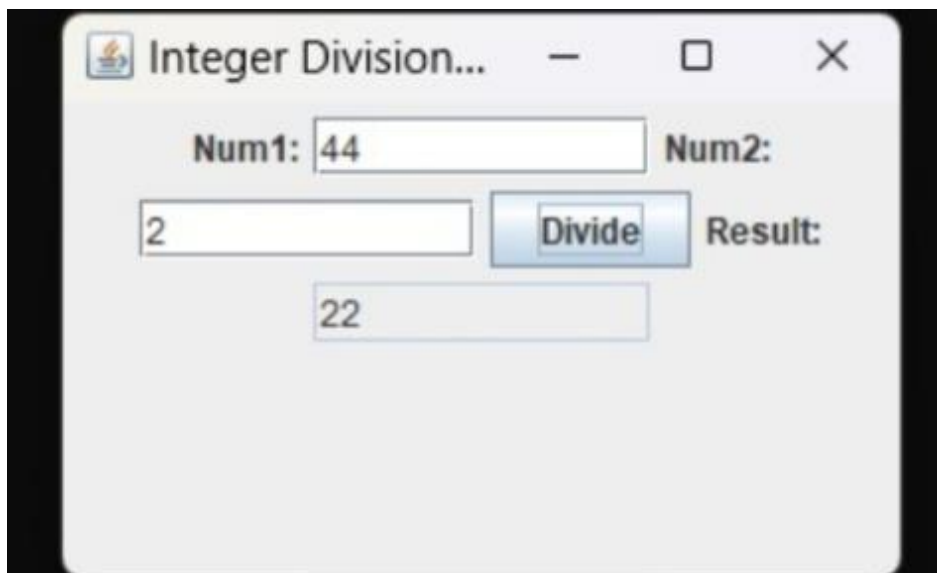 Integer Division...
Num1: 44 Num2:
2 Divide Result:
22